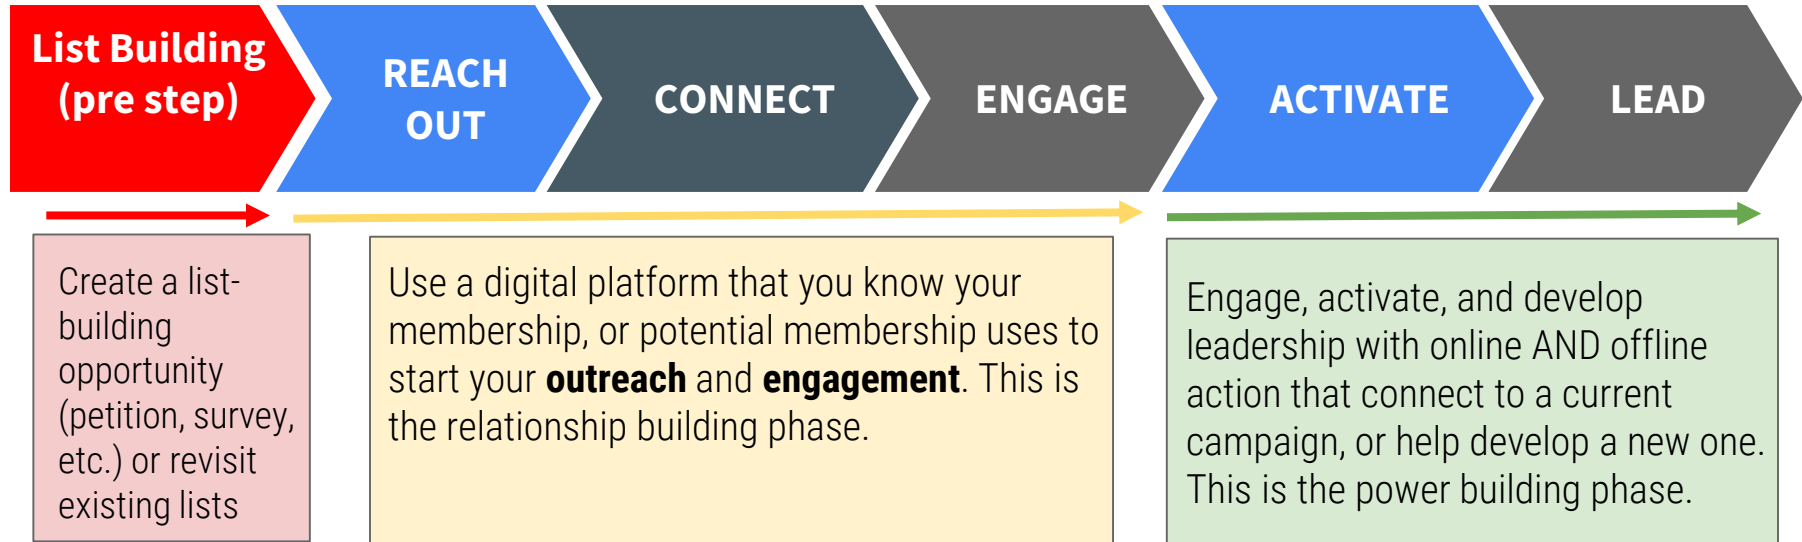 List Building
(pre step)
REACH
OUT
CONNECT
ENGAGE
ACTIVATE
LEAD
Create a list-
building
opportunity
(petition, survey,
etc.) or revisit
existing lists
Use a digital platform that you know your
membership, or potential membership uses to
start your outreach and engagement. This is
the relationship building phase.
Engage, activate, and develop
leadership with online AND offline
action that connect to a current
campaign, or help develop a new one.
This is the power building phase.